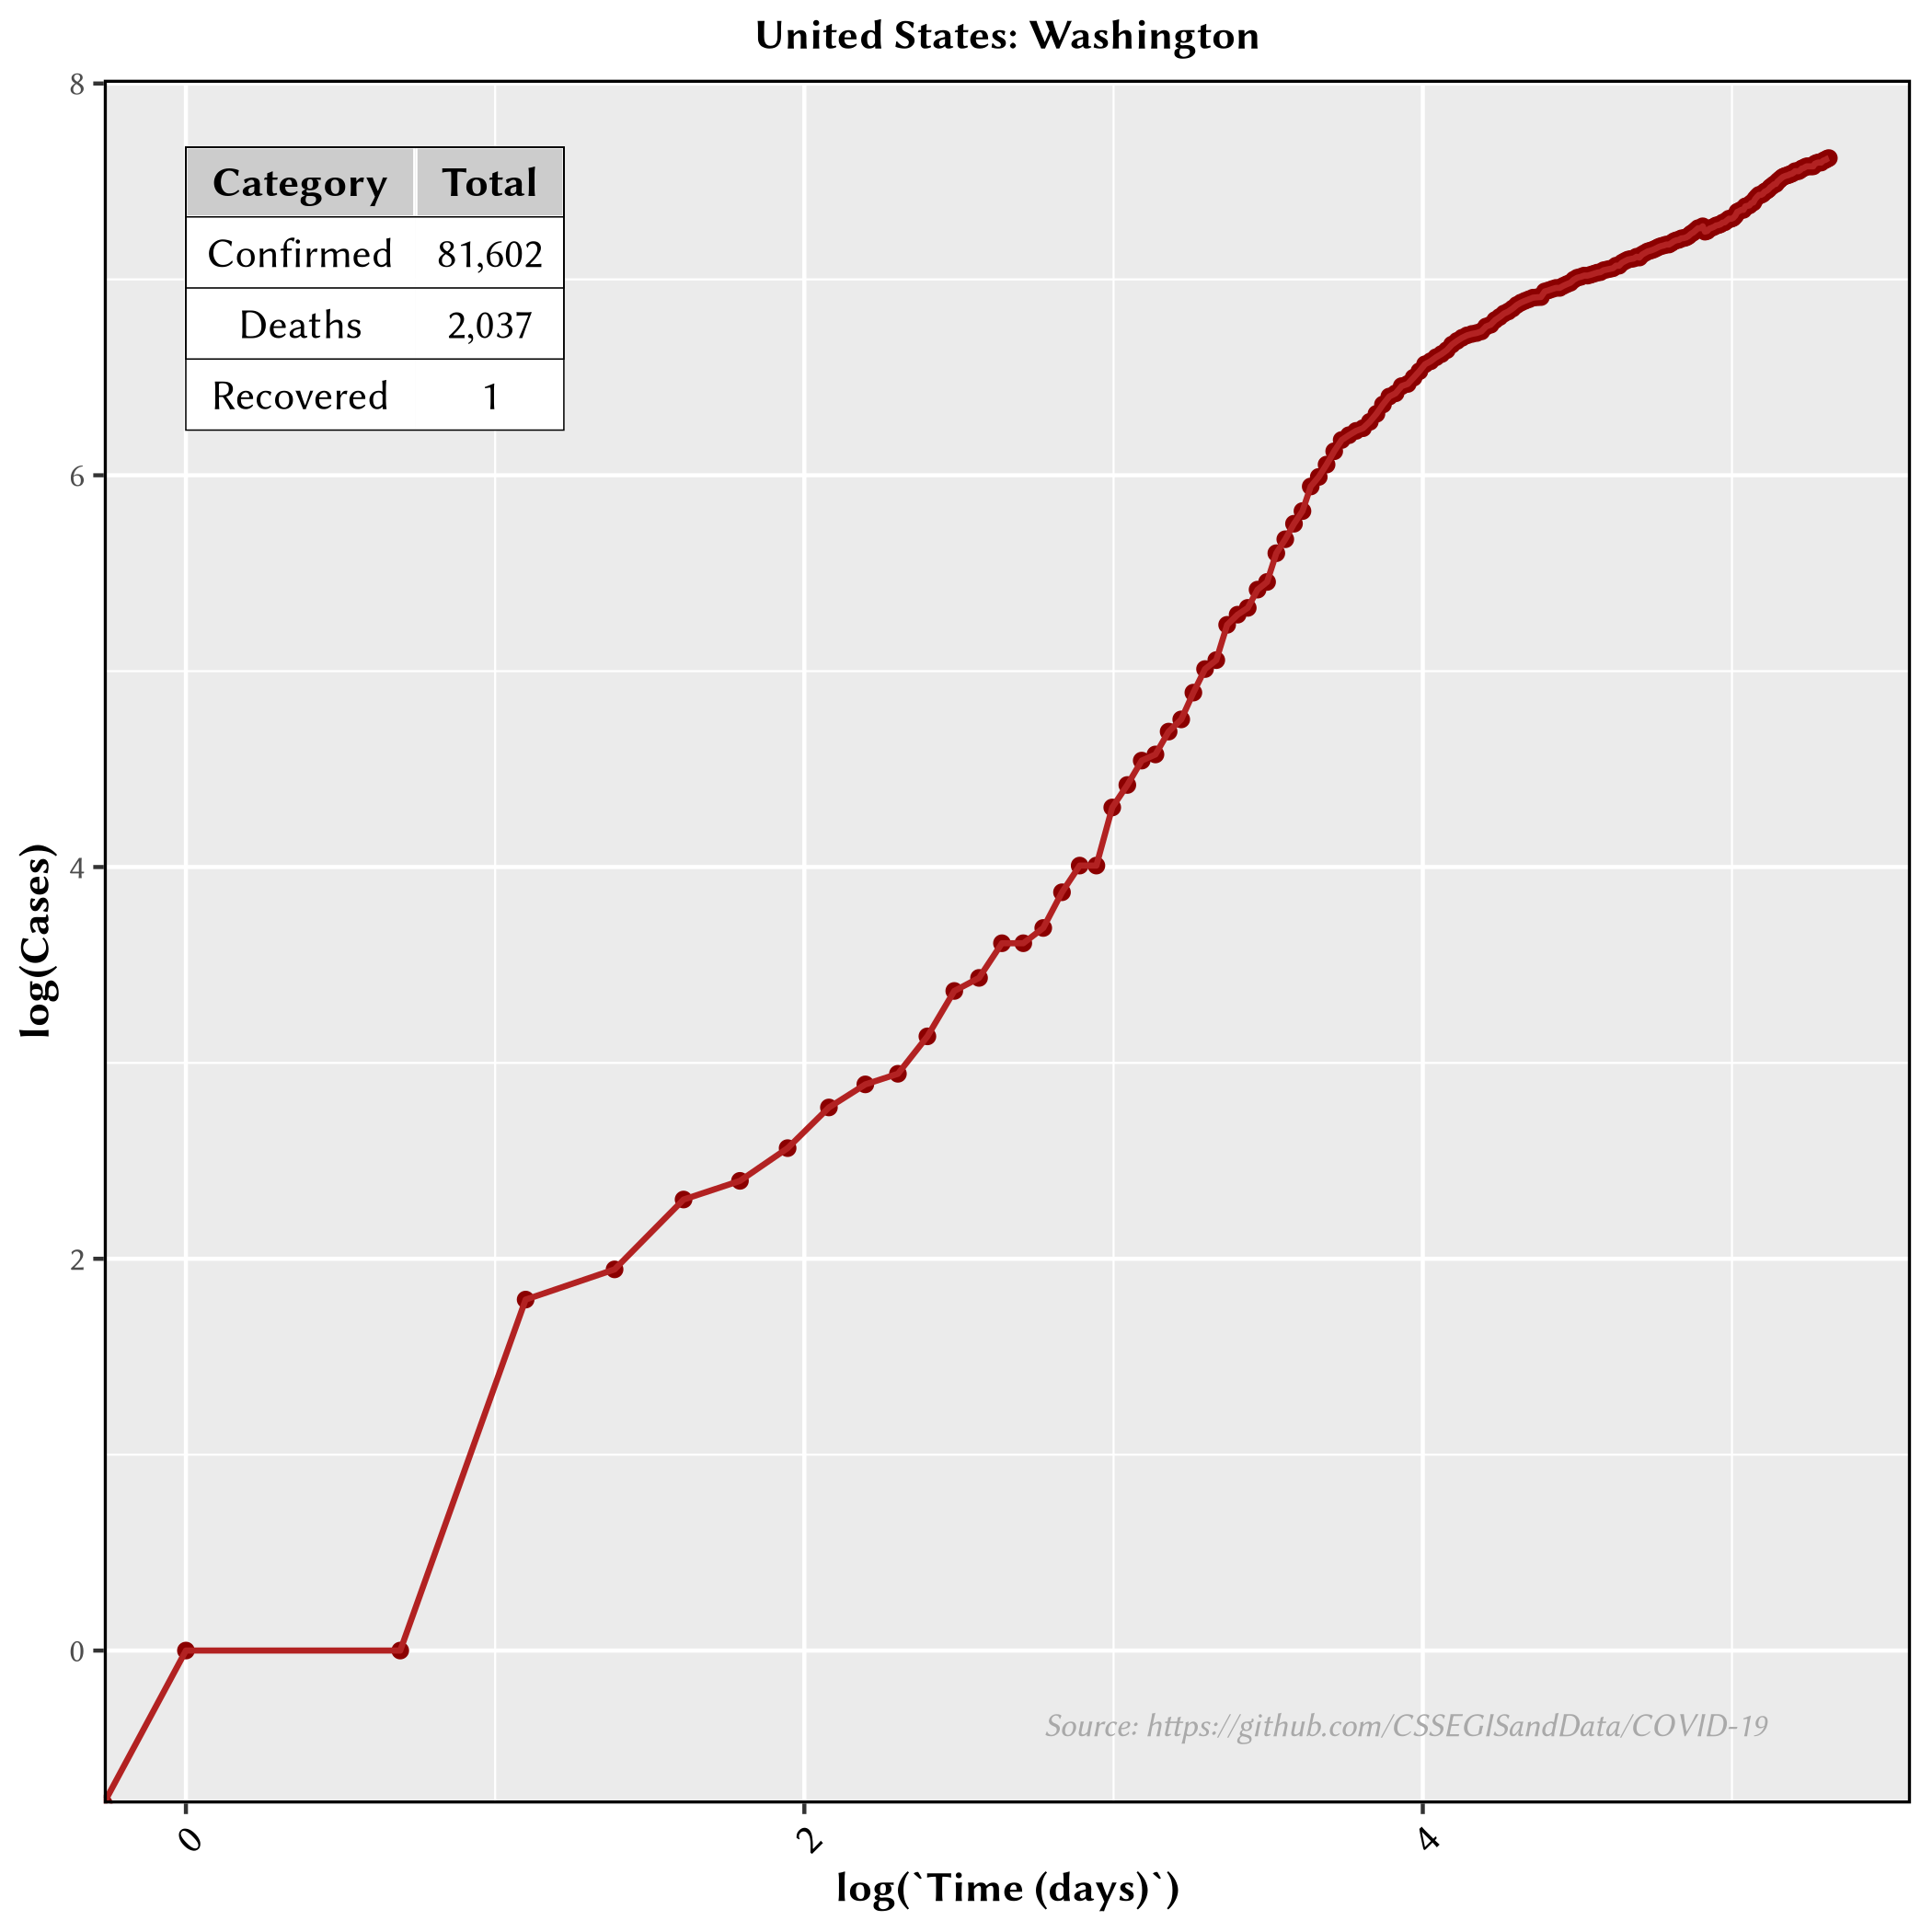 United States: Washington
8
Category Total
Confirmed 81,602
Deaths 2,037
Recovered 1
6
4
2
0
log(Cases)
Source: https://github.com/CSSEGISandData/COVID-19
0 2 4
log(`Time (days)`)